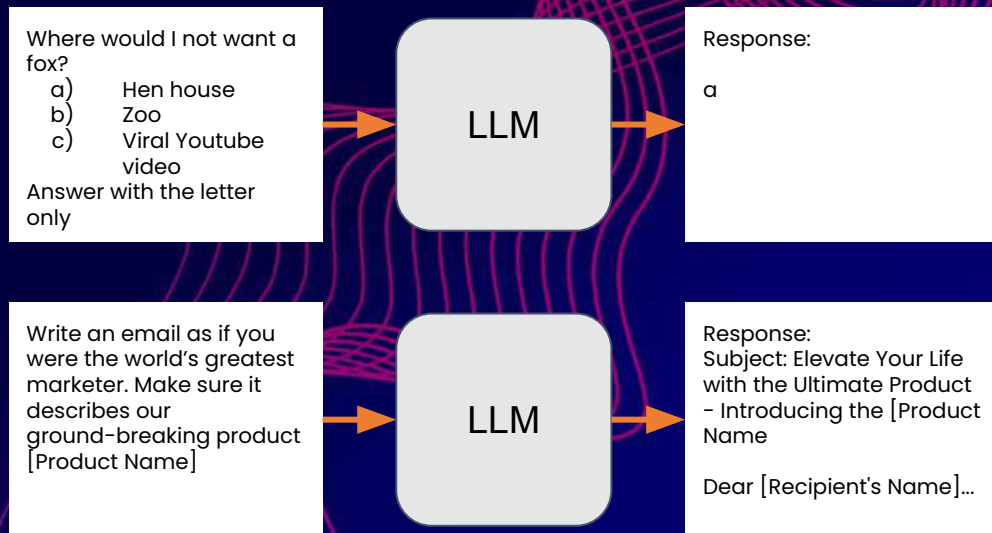 Where would I not want a
fox?
a) Hen house
b) Zoo
c) Viral Youtube
video
Answer with the letter
only
LLM
Response:
a
Write an email as if you
were the world’s greatest
marketer. Make sure it
describes our
ground-breaking product
[Product Name]
LLM
Response:
Subject: Elevate Your Life
with the Ultimate Product
- Introducing the [Product
Name
Dear [Recipient's Name]...